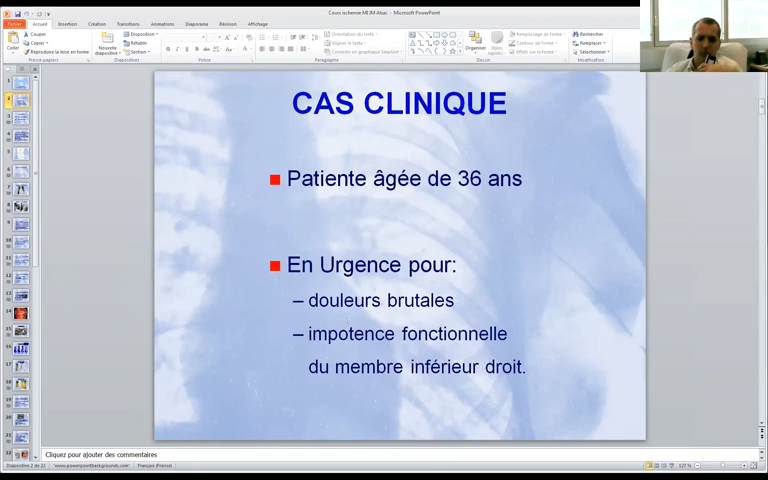 Cours ischemie MI JM Alsac - Microsoft PowerPoint
Fichier Accueil Insertion Création Transitions Animations Diaporama Révision Affichage
Coller
Couper
Copier
Reproduire la mise en forme
Presse-papiers
Nouvelle diapositive
Disposition
Rétablir
Section
Diapositives
Police
Orientation du texte
Aligner le texte
Convertir en graphique SmartArt
Paragraphe
Organiser
Styles rapides
Remplissage de forme
Contour de forme
Effets sur la forme
Dessin
Rechercher
Remplacer
Sélectionner
Modification
CAS CLINIQUE
Patiente âgée de 36 ans
En Urgence pour:
– douleurs brutales
– impotence fonctionnelle
du membre inférieur droit.
Cliquez pour ajouter des commentaires
Diapositive 2 de 22 "www.powerpointbackgrounds.com" Français (France) 127 %